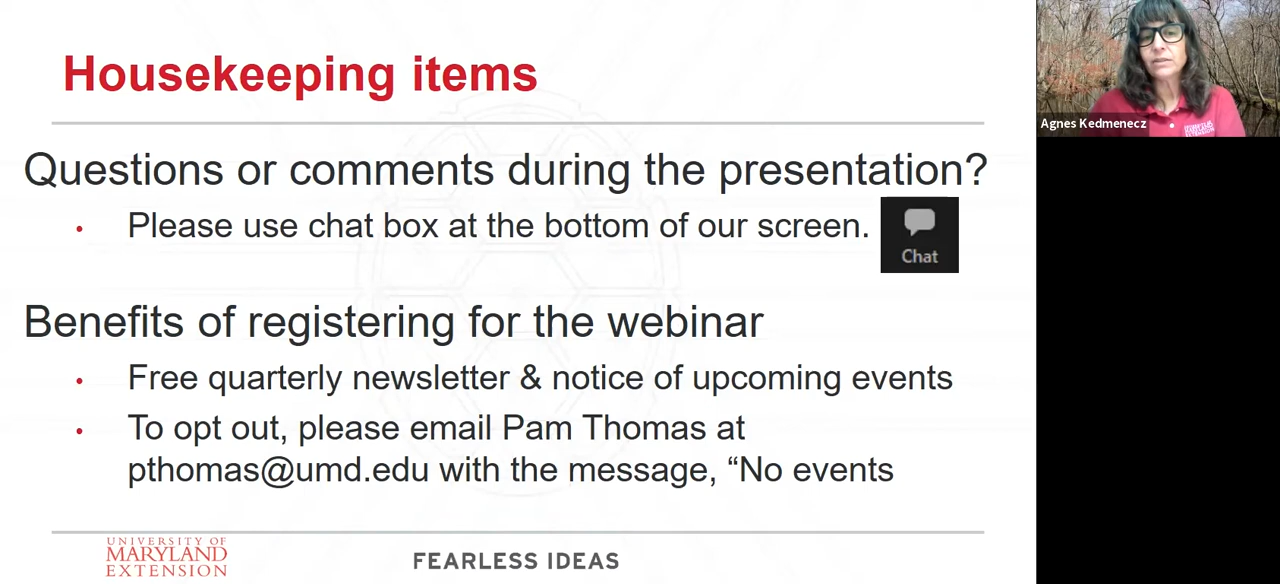 Housekeeping items
Questions or comments during the presentation?
• Please use chat box at the bottom of our screen.
Chat
Benefits of registering for the webinar
• Free quarterly newsletter & notice of upcoming events
• To opt out, please email Pam Thomas at
pthomas@umd.edu with the message, “No events
UNIVERSITY OF
MARYLAND
EXTENSION
FEARLESS IDEAS
Agnes Kedmenecz